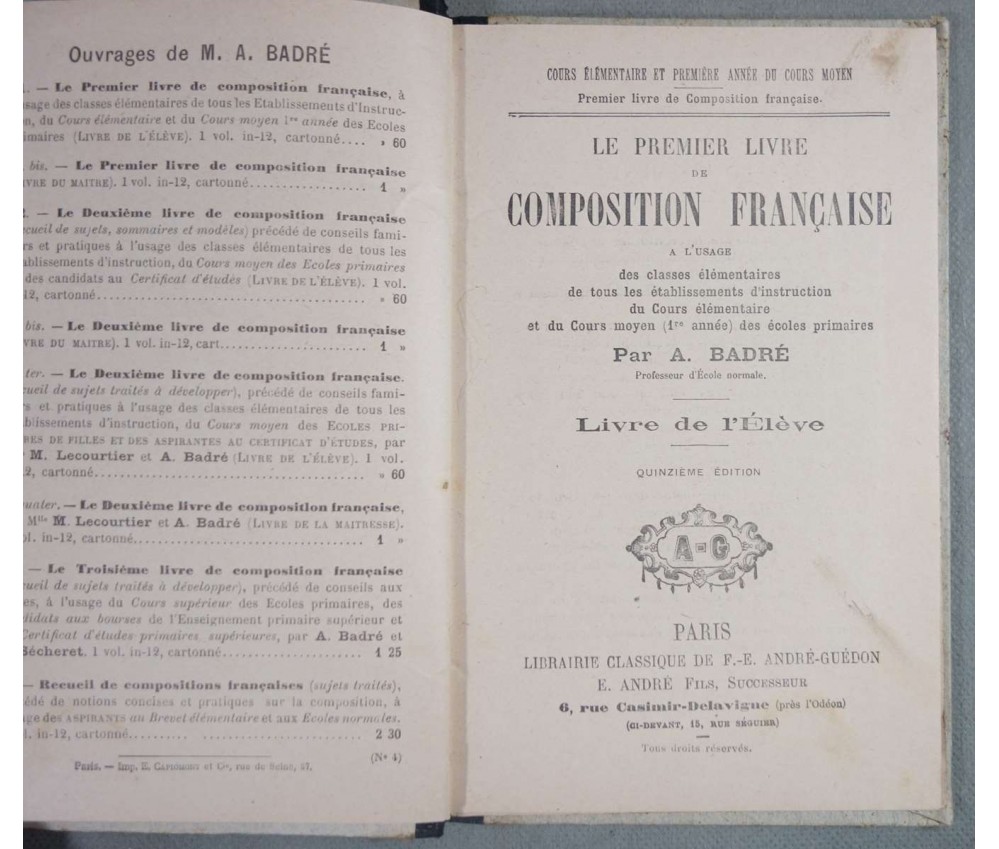 Ouvrages de M. A. BADRÉ
. — Le Premier livre de composition française, à
sage des classes élémentaires de tous les Etablissements d'Instruc-
n, du Cours élémentaire et du Cours moyen 1re année des Ecoles
imaires (LIVRE DE L'ÉLÈVE). 1 vol. in-12, cartonné.... » 60
bis. — Le Premier livre de composition française
VRE DU MAITRE). 1 vol. in-12, cartonné.................. 1 »
. — Le Deuxième livre de composition française
cueil de sujets, sommaires et modèles) précédé de conseils fami-
rs et pratiques à l'usage des classes élémentaires de tous les
ablissements d'instruction, du Cours moyen des Ecoles primaires
des candidats au Certificat d'études (LIVRE DE L'ÉLÈVE). 1 vol.
12, cartonné........................................ » 60
bis. — Le Deuxième livre de composition française
VRE DU MAITRE). 1 vol. in-12, cart...................... 1 »
ter. — Le Deuxième livre de composition française.
cueil de sujets traités à développer), précédé de conseils fami-
rs et pratiques à l'usage des classes élémentaires de tous les
ablissements d'instruction, du Cours moyen des ECOLES PRI-
RES DE FILLES ET DES ASPIRANTES AU CERTIFICAT D'ÉTUDES, par
M. Lecourtier et A. Badré (LIVRE DE L'ÉLÈVE). 1 vol.
2, cartonné........................................ » 60
uater. — Le Deuxième livre de composition française,
Mlle M. Lecourtier et A. Badré (LIVRE DE LA MAITRESSE).
ol. in-12, cartonné.................................. 1 »
— Le Troisième livre de composition française
cueil de sujets traités à développer), précédé de conseils aux
es, à l'usage du Cours supérieur des Ecoles primaires, des
didats aux bourses de l'Enseignement primaire supérieur et
Certificat d'études primaires supérieures, par A. Badré et
Sécheret. 1 vol. in-12, cartonné..................... 1 25
— Recueil de compositions françaises (sujets traités),
édé de notions concises et pratiques sur la composition, à
age des ASPIRANTS au Brevet élémentaire et aux Écoles normales.
l. in-12, cartonné.......... .................. 2 30
(No 4)
Paris. — Imp. E. CAPIOMONT et Cie, rue de Seine, 57.
COURS ÉLÉMENTAIRE ET PREMIÈRE ANNÉE DU COURS MOYEN
Premier livre de Composition française.
LE PREMIER LIVRE
DE
COMPOSITION FRANÇAISE
A L'USAGE
des classes élémentaires
de tous les établissements d'instruction
du Cours élémentaire
et du Cours moyen (1re année) des écoles primaires
Par A. BADRÉ
Professeur d'École normale.
Livre de l'Élève
QUINZIÈME ÉDITION
A-G
PARIS
LIBRAIRIE CLASSIQUE DE F.-E. ANDRÉ-GUÉDON
E. ANDRÉ FILS, SUCCESSEUR
6, rue Casimir-Delavigne (près l'Odéon)
(CI-DEVANT, 15, RUE SÉGUIER)
Tous droits réservés.